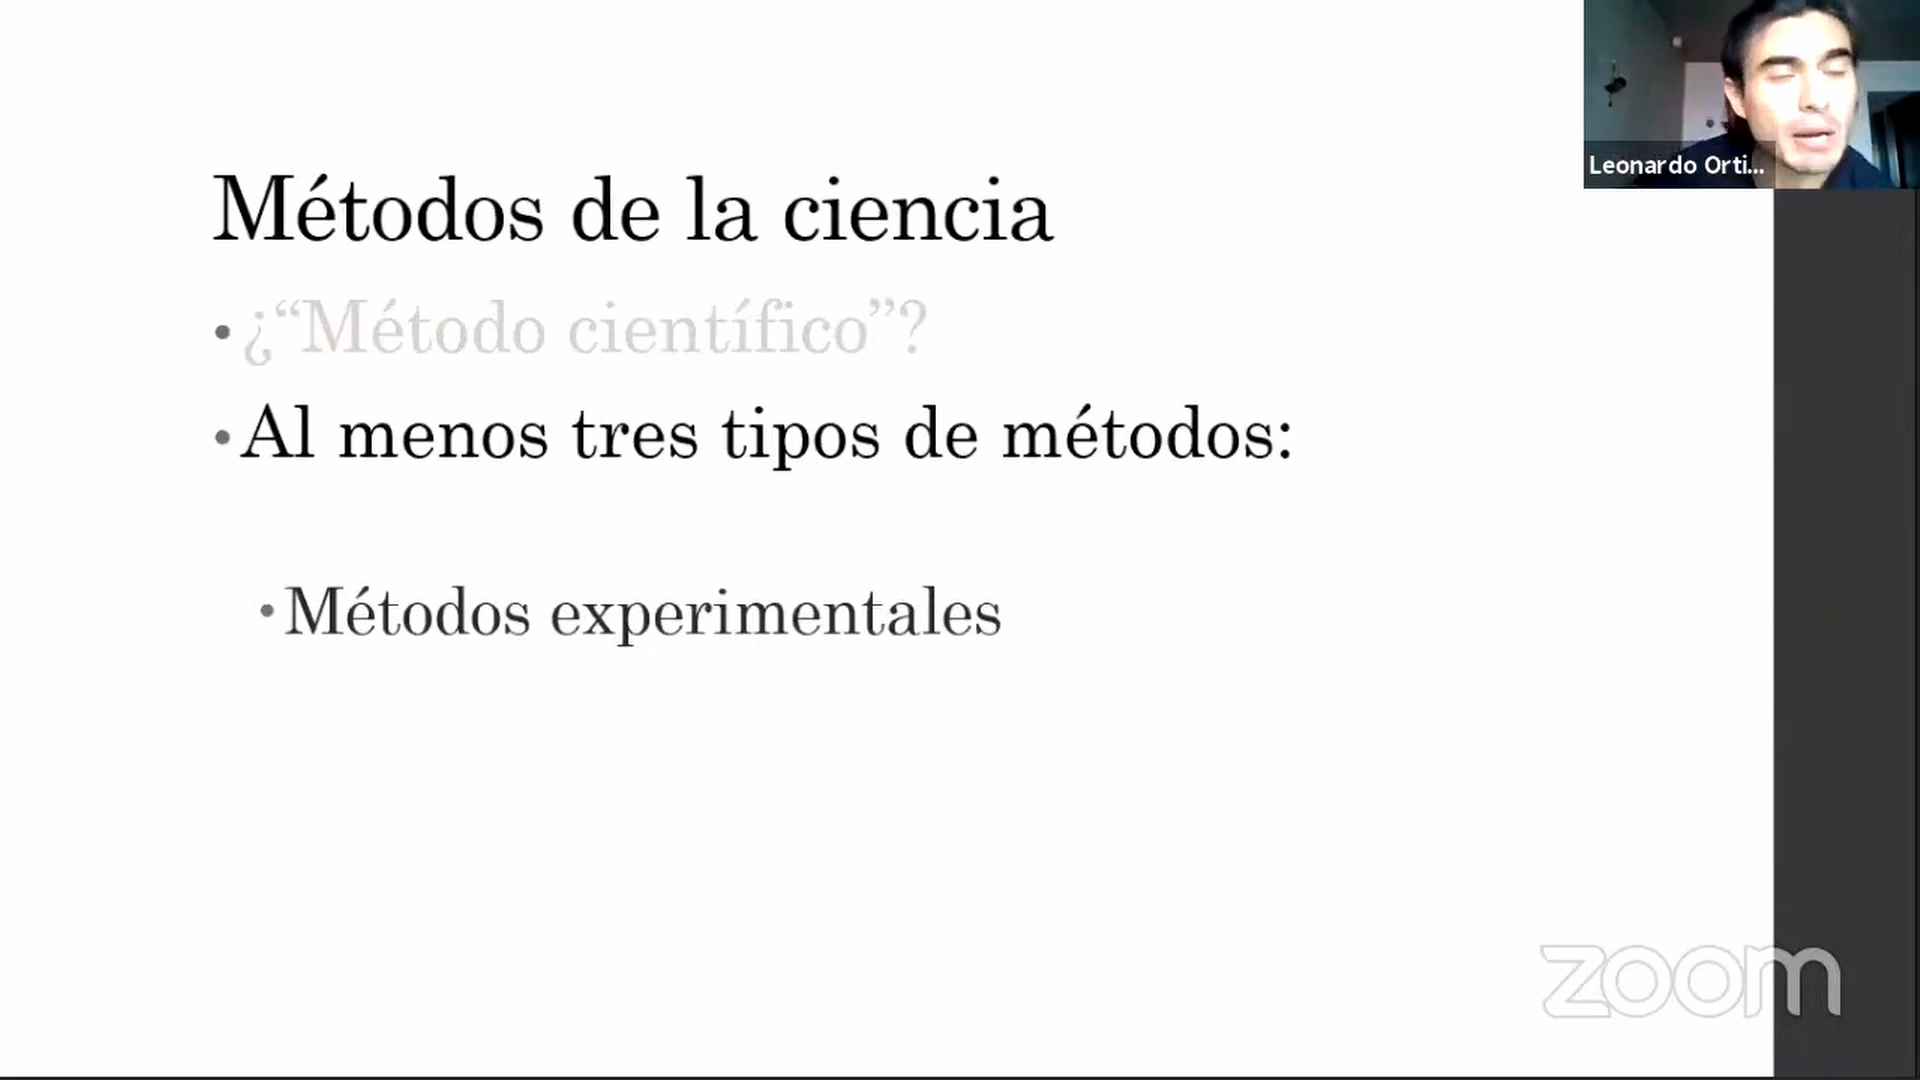 Leonardo Orti...
Métodos de la ciencia
• ¿“Método científico”?
• Al menos tres tipos de métodos:
• Métodos experimentales
zoom